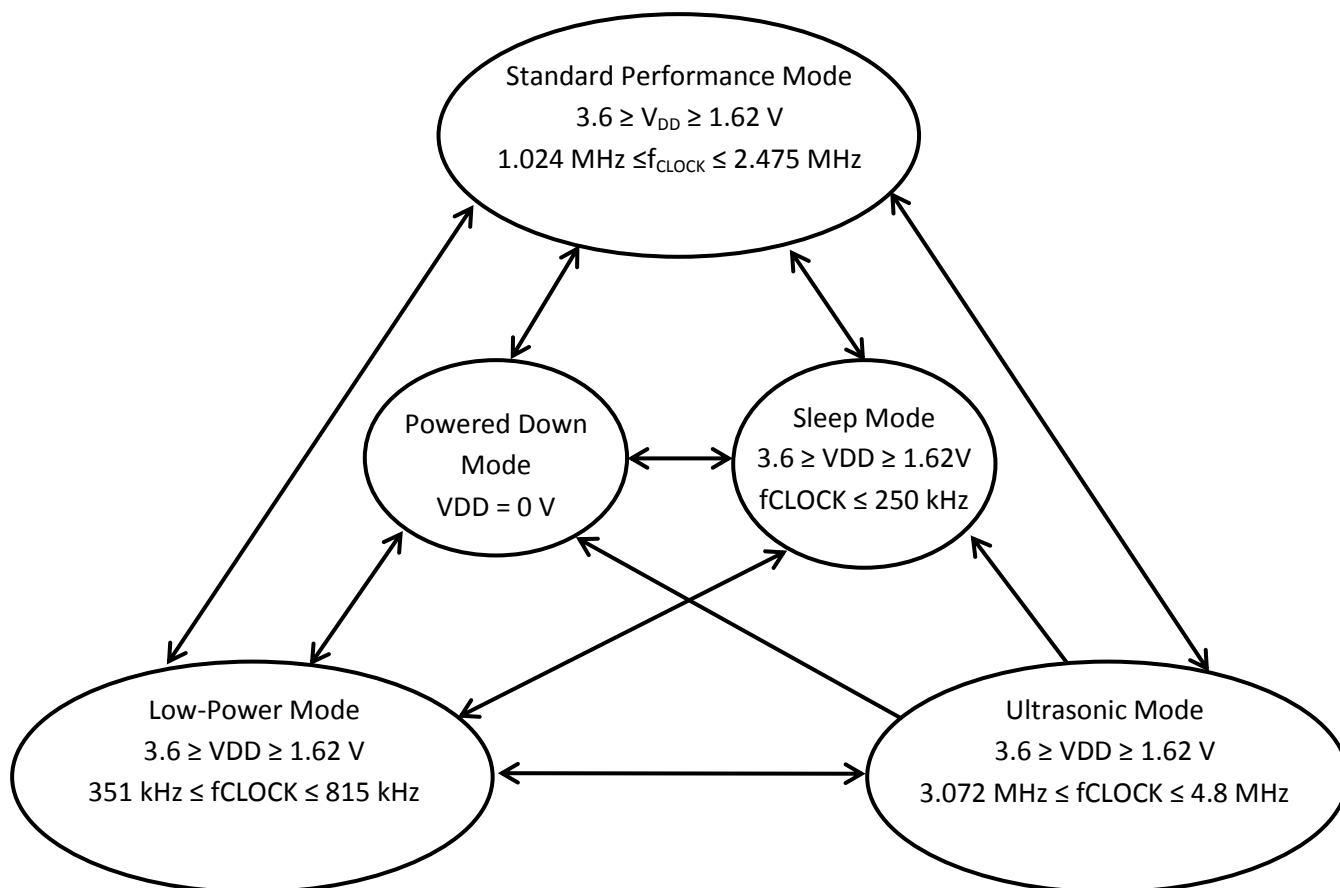 Standard Performance Mode
3.6 ≥ V_DD ≥ 1.62 V
1.024 MHz ≤f_CLOCK ≤ 2.475 MHz
Powered Down
Mode
VDD = 0 V
Sleep Mode
3.6 ≥ VDD ≥ 1.62V
fCLOCK ≤ 250 kHz
Low-Power Mode
3.6 ≥ VDD ≥ 1.62 V
351 kHz ≤ fCLOCK ≤ 815 kHz
Ultrasonic Mode
3.6 ≥ VDD ≥ 1.62 V
3.072 MHz ≤ fCLOCK ≤ 4.8 MHz